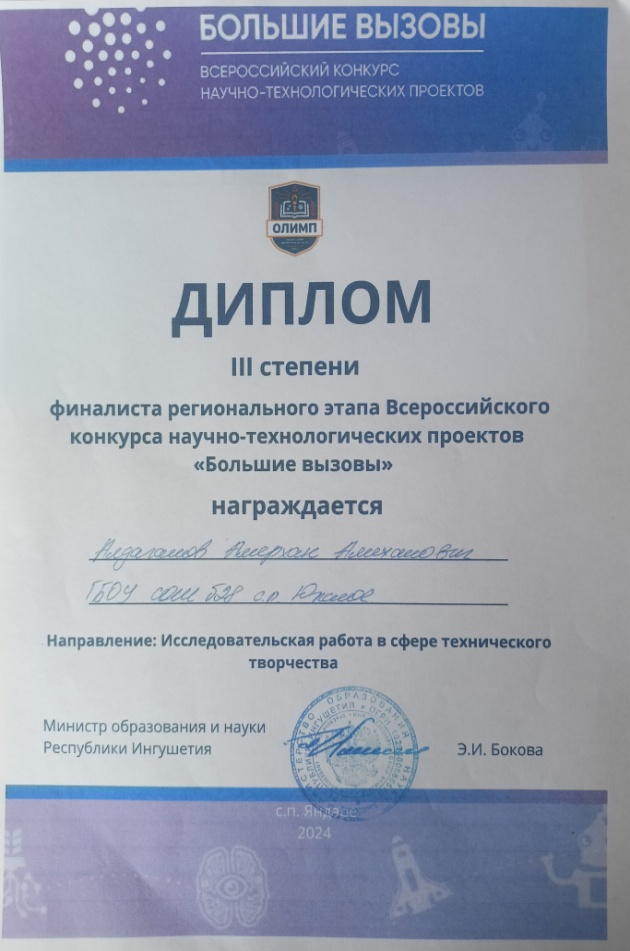 БОЛЬШИЕ ВЫЗОВЫ
ВСЕРОССИЙСКИЙ КОНКУРС
НАУЧНО-ТЕХНОЛОГИЧЕСКИХ ПРОЕКТОВ
ОЛИМП
ДИПЛОМ
III степени
финалиста регионального этапа Всероссийского
конкурса научно-технологических проектов
«Большие вызовы»
награждается
Амерхан
ГБОУ сош с.п Южное
Направление: Исследовательская работа в сфере технического
творчества
Министр образования и науки
Республики Ингушетия
Э.И. Бокова
с.п. Яндаре
2024